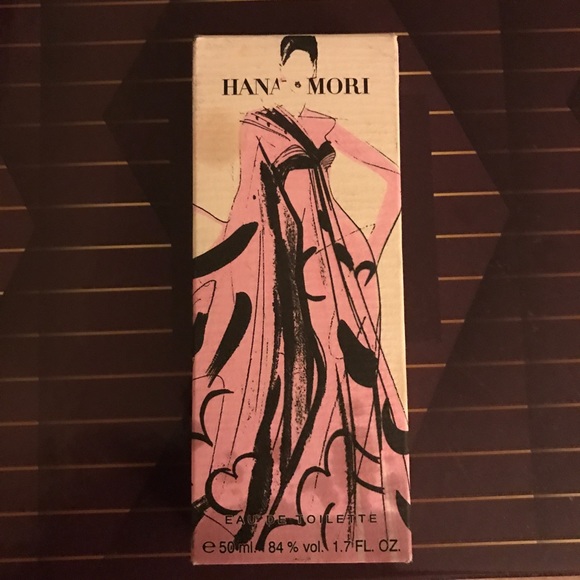 HANAE MORI
EAU DE TOILETTE
℮ 50 ml. 84 % vol. 1.7 FL. OZ.